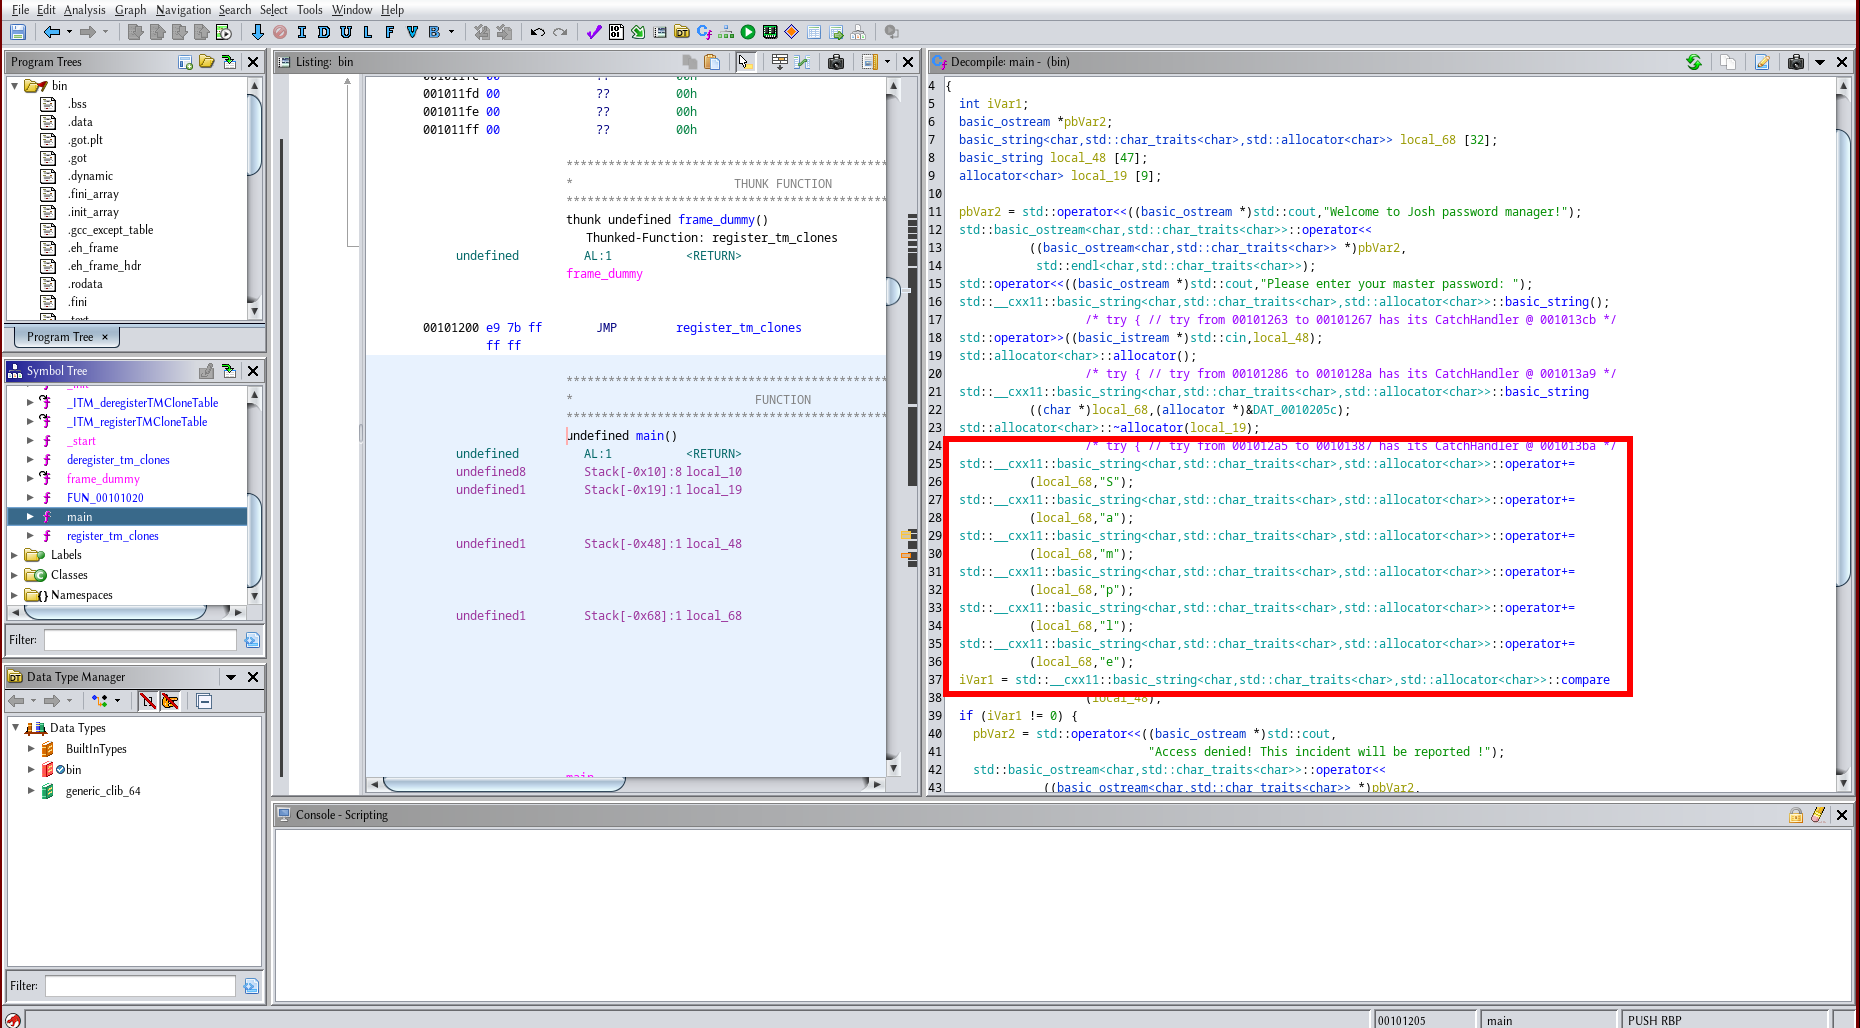 File Edit Analysis Graph Navigation Search Select Tools Window Help
Program Trees
bin
.bss
.data
.got.plt
.got
.dynamic
.fini_array
.init_array
.gcc_except_table
.eh_frame
.eh_frame_hdr
.rodata
.fini
.text
Program Tree ×
Symbol Tree
_init
_ITM_deregisterTMCloneTable
_ITM_registerTMCloneTable
_start
deregister_tm_clones
frame_dummy
FUN_00101020
main
register_tm_clones
Labels
Classes
Namespaces
Filter:
Data Type Manager
Data Types
BuiltInTypes
bin
generic_clib_64
Filter:
Listing: bin
001011fc 00 ?? 00h
001011fd 00 ?? 00h
001011fe 00 ?? 00h
001011ff 00 ?? 00h
**********************************************
* THUNK FUNCTION
**********************************************
thunk undefined frame_dummy()
Thunked-Function: register_tm_clones
undefined AL:1 <RETURN>
frame_dummy
00101200 e9 7b ff JMP register_tm_clones
ff ff
**********************************************
* FUNCTION
**********************************************
undefined main()
undefined AL:1 <RETURN>
undefined8 Stack[-0x10]:8 local_10
undefined1 Stack[-0x19]:1 local_19
undefined1 Stack[-0x48]:1 local_48
undefined1 Stack[-0x68]:1 local_68
main
Decompile: main - (bin)
4 {
5 int iVar1;
6 basic_ostream *pbVar2;
7 basic_string<char,std::char_traits<char>,std::allocator<char>> local_68 [32];
8 basic_string local_48 [47];
9 allocator<char> local_19 [9];
10
11 pbVar2 = std::operator<<((basic_ostream *)std::cout,"Welcome to Josh password manager!");
12 std::basic_ostream<char,std::char_traits<char>>::operator<<
13 ((basic_ostream<char,std::char_traits<char>> *)pbVar2,
14 std::endl<char,std::char_traits<char>>);
15 std::operator<<((basic_ostream *)std::cout,"Please enter your master password: ");
16 std::__cxx11::basic_string<char,std::char_traits<char>,std::allocator<char>>::basic_string();
17 /* try { // try from 00101263 to 00101267 has its CatchHandler @ 001013cb */
18 std::operator>>((basic_istream *)std::cin,local_48);
19 std::allocator<char>::allocator();
20 /* try { // try from 00101286 to 0010128a has its CatchHandler @ 001013a9 */
21 std::__cxx11::basic_string<char,std::char_traits<char>,std::allocator<char>>::basic_string
22 ((char *)local_68,(allocator *)&DAT_0010205c);
23 std::allocator<char>::~allocator(local_19);
24 /* try { // try from 001012a5 to 00101387 has its CatchHandler @ 001013ba */
25 std::__cxx11::basic_string<char,std::char_traits<char>,std::allocator<char>>::operator+=
26 (local_68,"S");
27 std::__cxx11::basic_string<char,std::char_traits<char>,std::allocator<char>>::operator+=
28 (local_68,"a");
29 std::__cxx11::basic_string<char,std::char_traits<char>,std::allocator<char>>::operator+=
30 (local_68,"m");
31 std::__cxx11::basic_string<char,std::char_traits<char>,std::allocator<char>>::operator+=
32 (local_68,"p");
33 std::__cxx11::basic_string<char,std::char_traits<char>,std::allocator<char>>::operator+=
34 (local_68,"l");
35 std::__cxx11::basic_string<char,std::char_traits<char>,std::allocator<char>>::operator+=
36 (local_68,"e");
37 iVar1 = std::__cxx11::basic_string<char,std::char_traits<char>,std::allocator<char>>::compare
38 (local_48);
39 if (iVar1 != 0) {
40 pbVar2 = std::operator<<((basic_ostream *)std::cout,
41 "Access denied! This incident will be reported !");
42 std::basic_ostream<char,std::char_traits<char>>::operator<<
43 ((basic_ostream<char,std::char_traits<char>> *)pbVar2,
Console - Scripting
00101205 main PUSH RBP